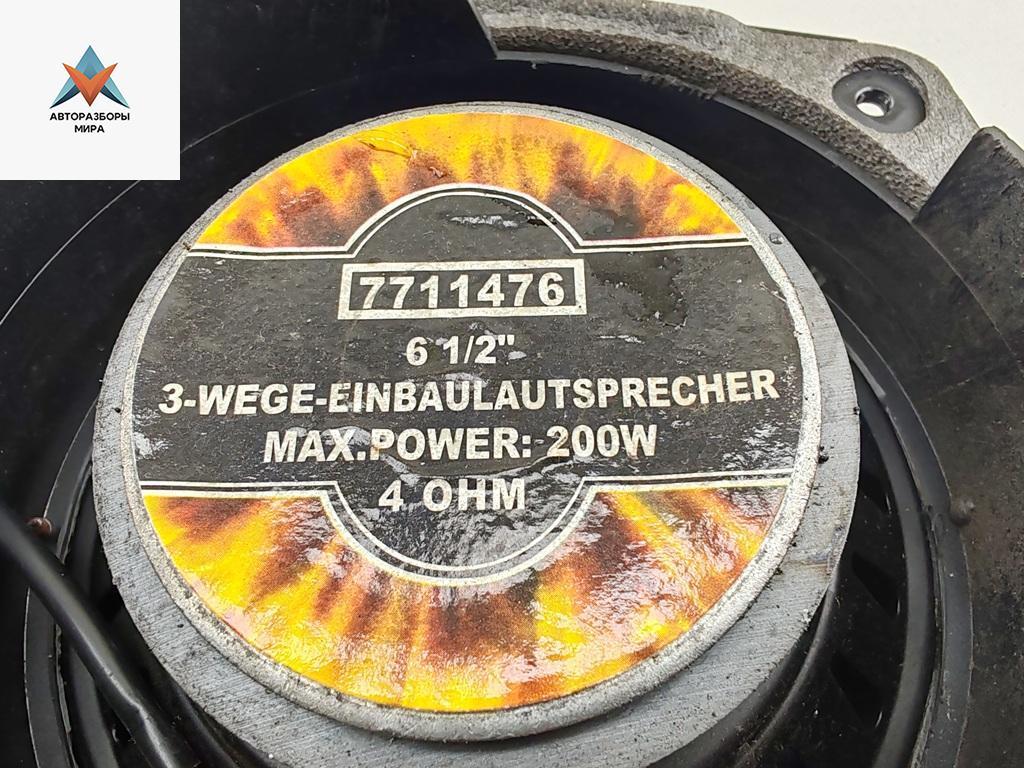 АВТОРАЗБОРЫ
МИРА
7711476
6 1/2"
3-WEGE-EINBAULAUTSPRECHER
MAX.POWER: 200W
4 OHM